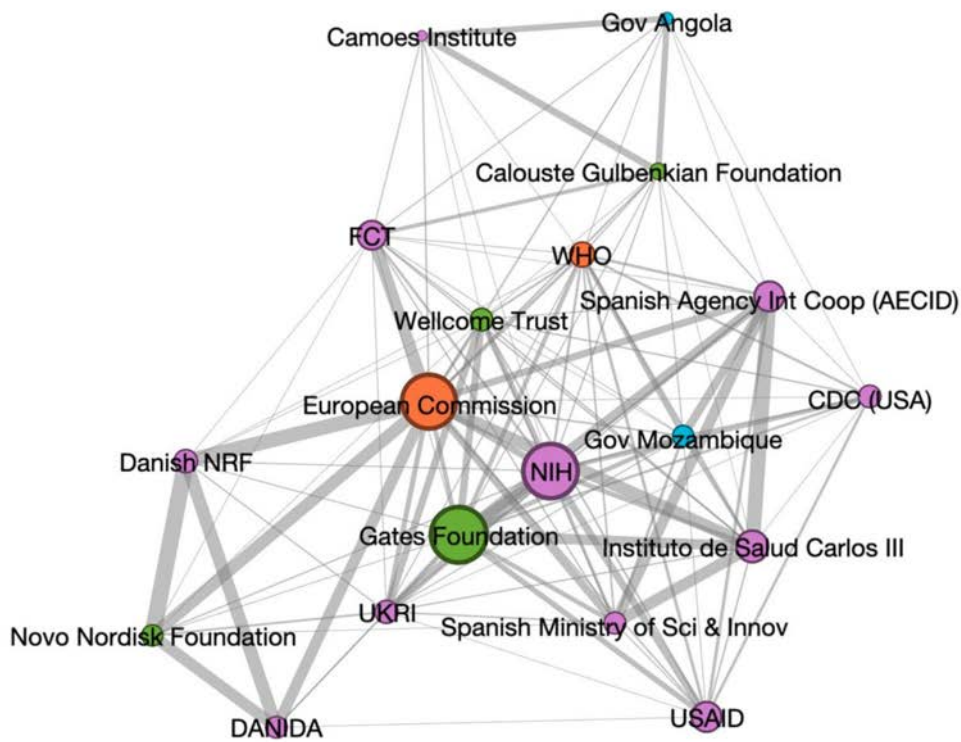 Gov Angola
Camoes Institute
Calouste Gulbenkian Foundation
FCT
WHO
Spanish Agency Int Coop (AECID)
Wellcome Trust
European Commission
CDC (USA)
Gov Mozambique
Danish NRF
NIH
Gates Foundation
Instituto de Salud Carlos III
UKRI
Spanish Ministry of Sci & Innov
Novo Nordisk Foundation
USAID
DANIDA